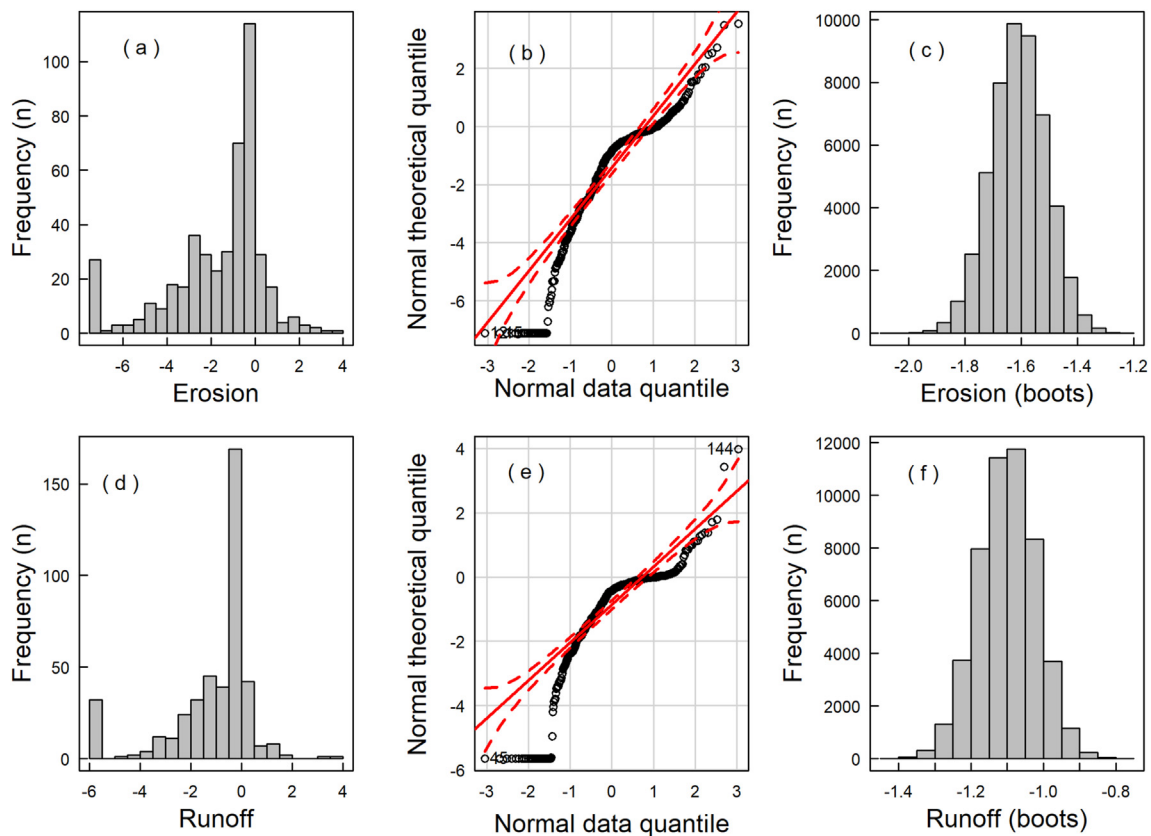 ( a )
Frequency (n)
100
80
60
40
20
0
-6 -4 -2 0 2 4
Erosion
( b )
Normal theoretical quantile
2
0
-2
-4
-6
-3 -2 -1 0 1 2 3
Normal data quantile
( c )
Frequency (n)
10000
8000
6000
4000
2000
0
-2.0 -1.8 -1.6 -1.4 -1.2
Erosion (boots)
( d )
Frequency (n)
150
100
50
0
-6 -4 -2 0 2 4
Runoff
( e )
144
Normal theoretical quantile
4
2
0
-2
-4
-6
-3 -2 -1 0 1 2 3
Normal data quantile
( f )
Frequency (n)
12000
10000
8000
6000
4000
2000
0
-1.4 -1.2 -1.0 -0.8
Runoff (boots)